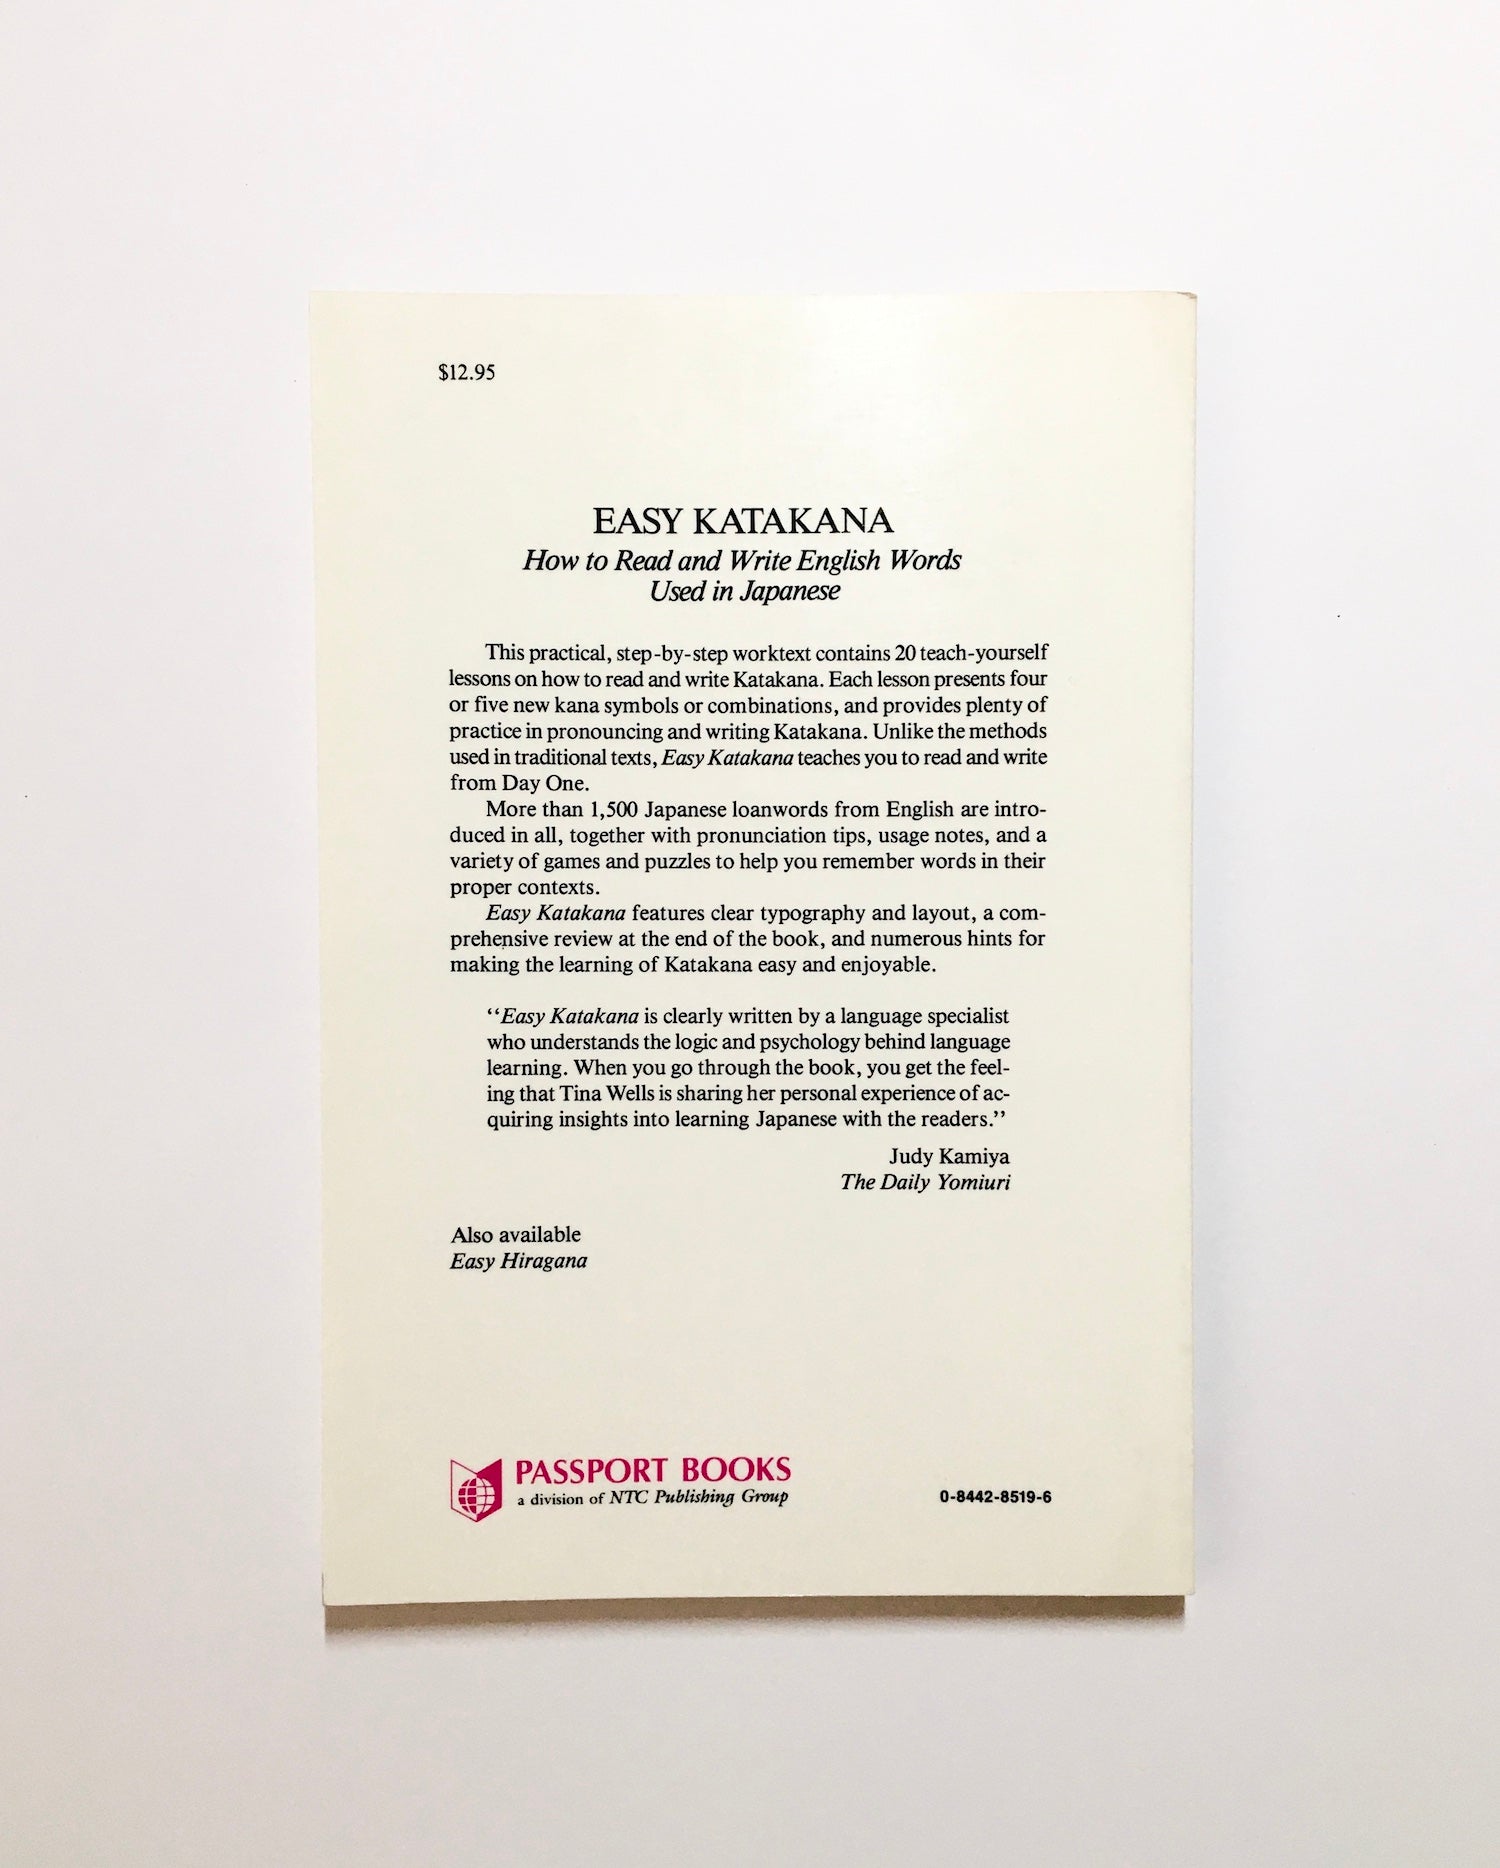 $12.95
EASY KATAKANA
How to Read and Write English Words
Used in Japanese
This practical, step-by-step worktext contains 20 teach-yourself
lessons on how to read and write Katakana. Each lesson presents four
or five new kana symbols or combinations, and provides plenty of
practice in pronouncing and writing Katakana. Unlike the methods
used in traditional texts, Easy Katakana teaches you to read and write
from Day One.
More than 1,500 Japanese loanwords from English are intro-
duced in all, together with pronunciation tips, usage notes, and a
variety of games and puzzles to help you remember words in their
proper contexts.
Easy Katakana features clear typography and layout, a com-
prehensive review at the end of the book, and numerous hints for
making the learning of Katakana easy and enjoyable.
"Easy Katakana is clearly written by a language specialist
who understands the logic and psychology behind language
learning. When you go through the book, you get the feel-
ing that Tina Wells is sharing her personal experience of ac-
quiring insights into learning Japanese with the readers."
Judy Kamiya
The Daily Yomiuri
Also available
Easy Hiragana
PASSPORT BOOKS
a division of NTC Publishing Group
0-8442-8519-6